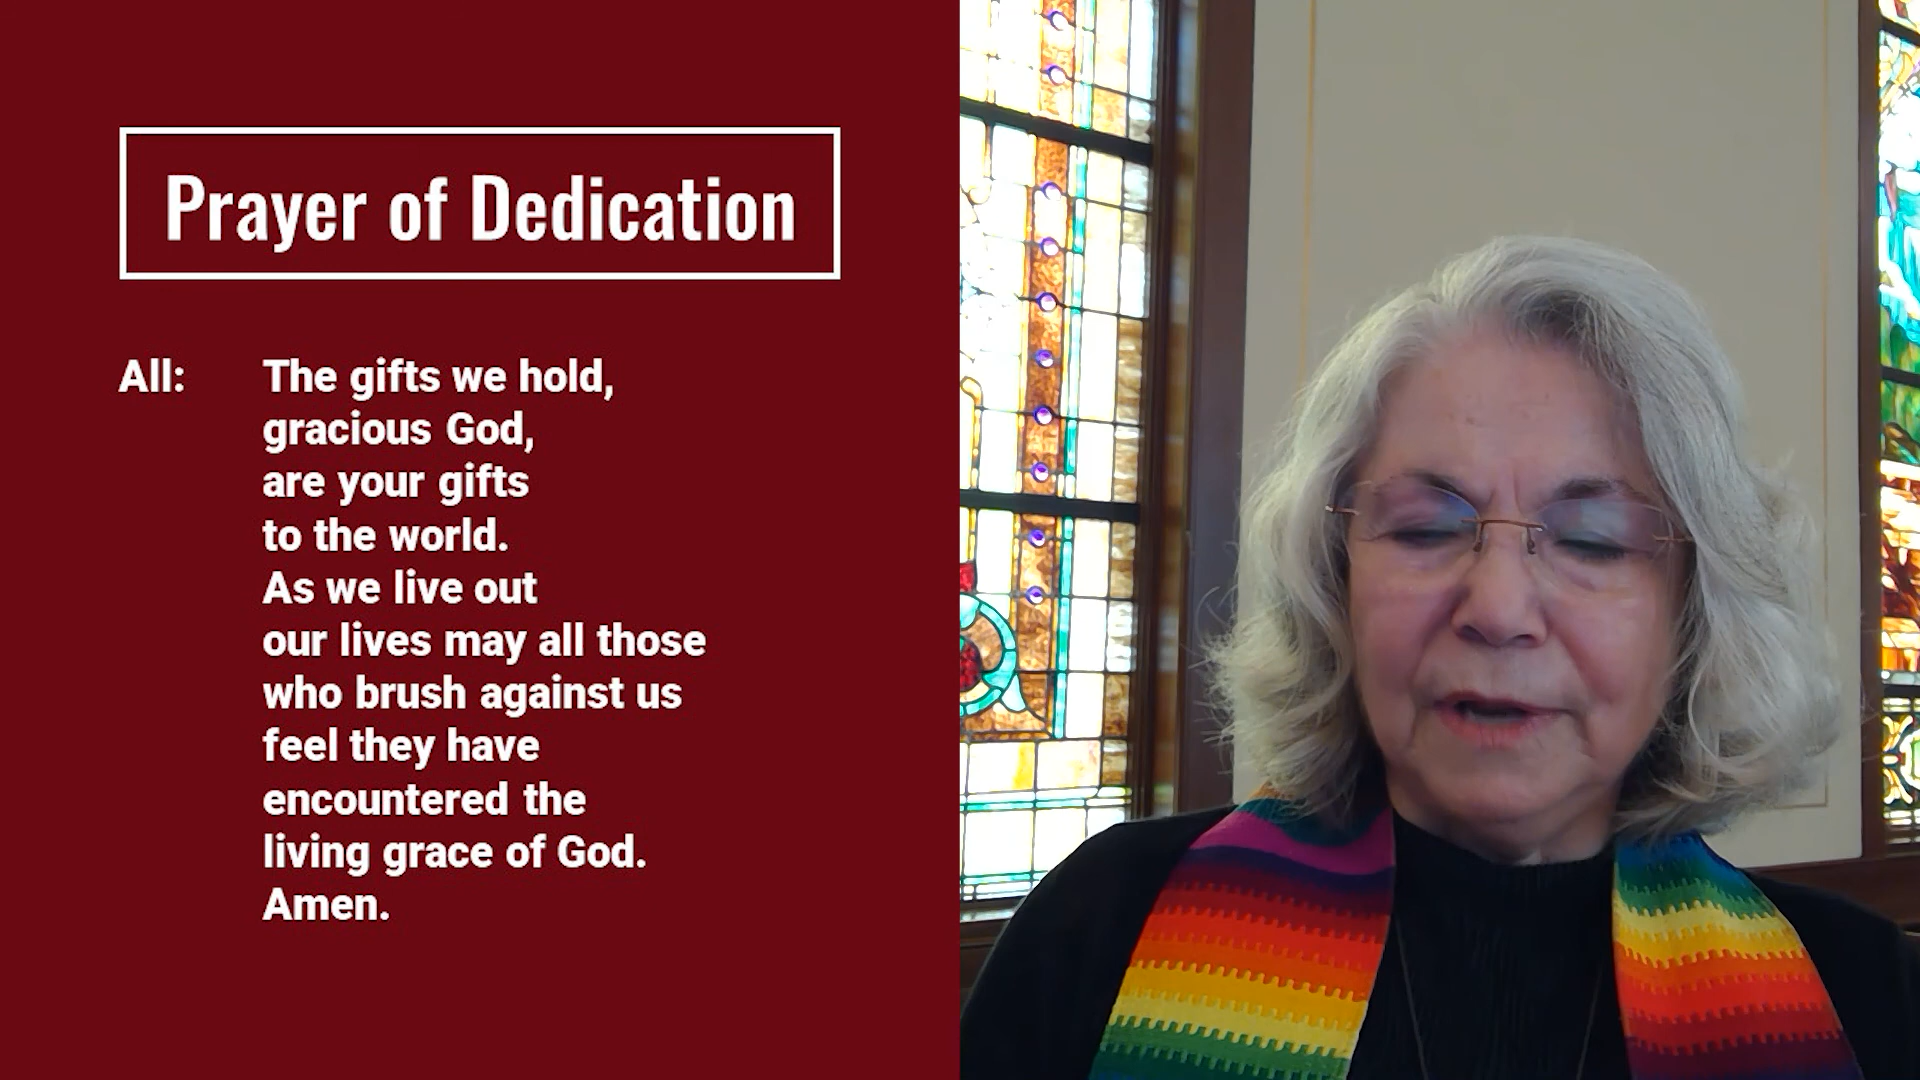 Prayer of Dedication
All: The gifts we hold,
gracious God,
are your gifts
to the world.
As we live out
our lives may all those
who brush against us
feel they have
encountered the
living grace of God.
Amen.